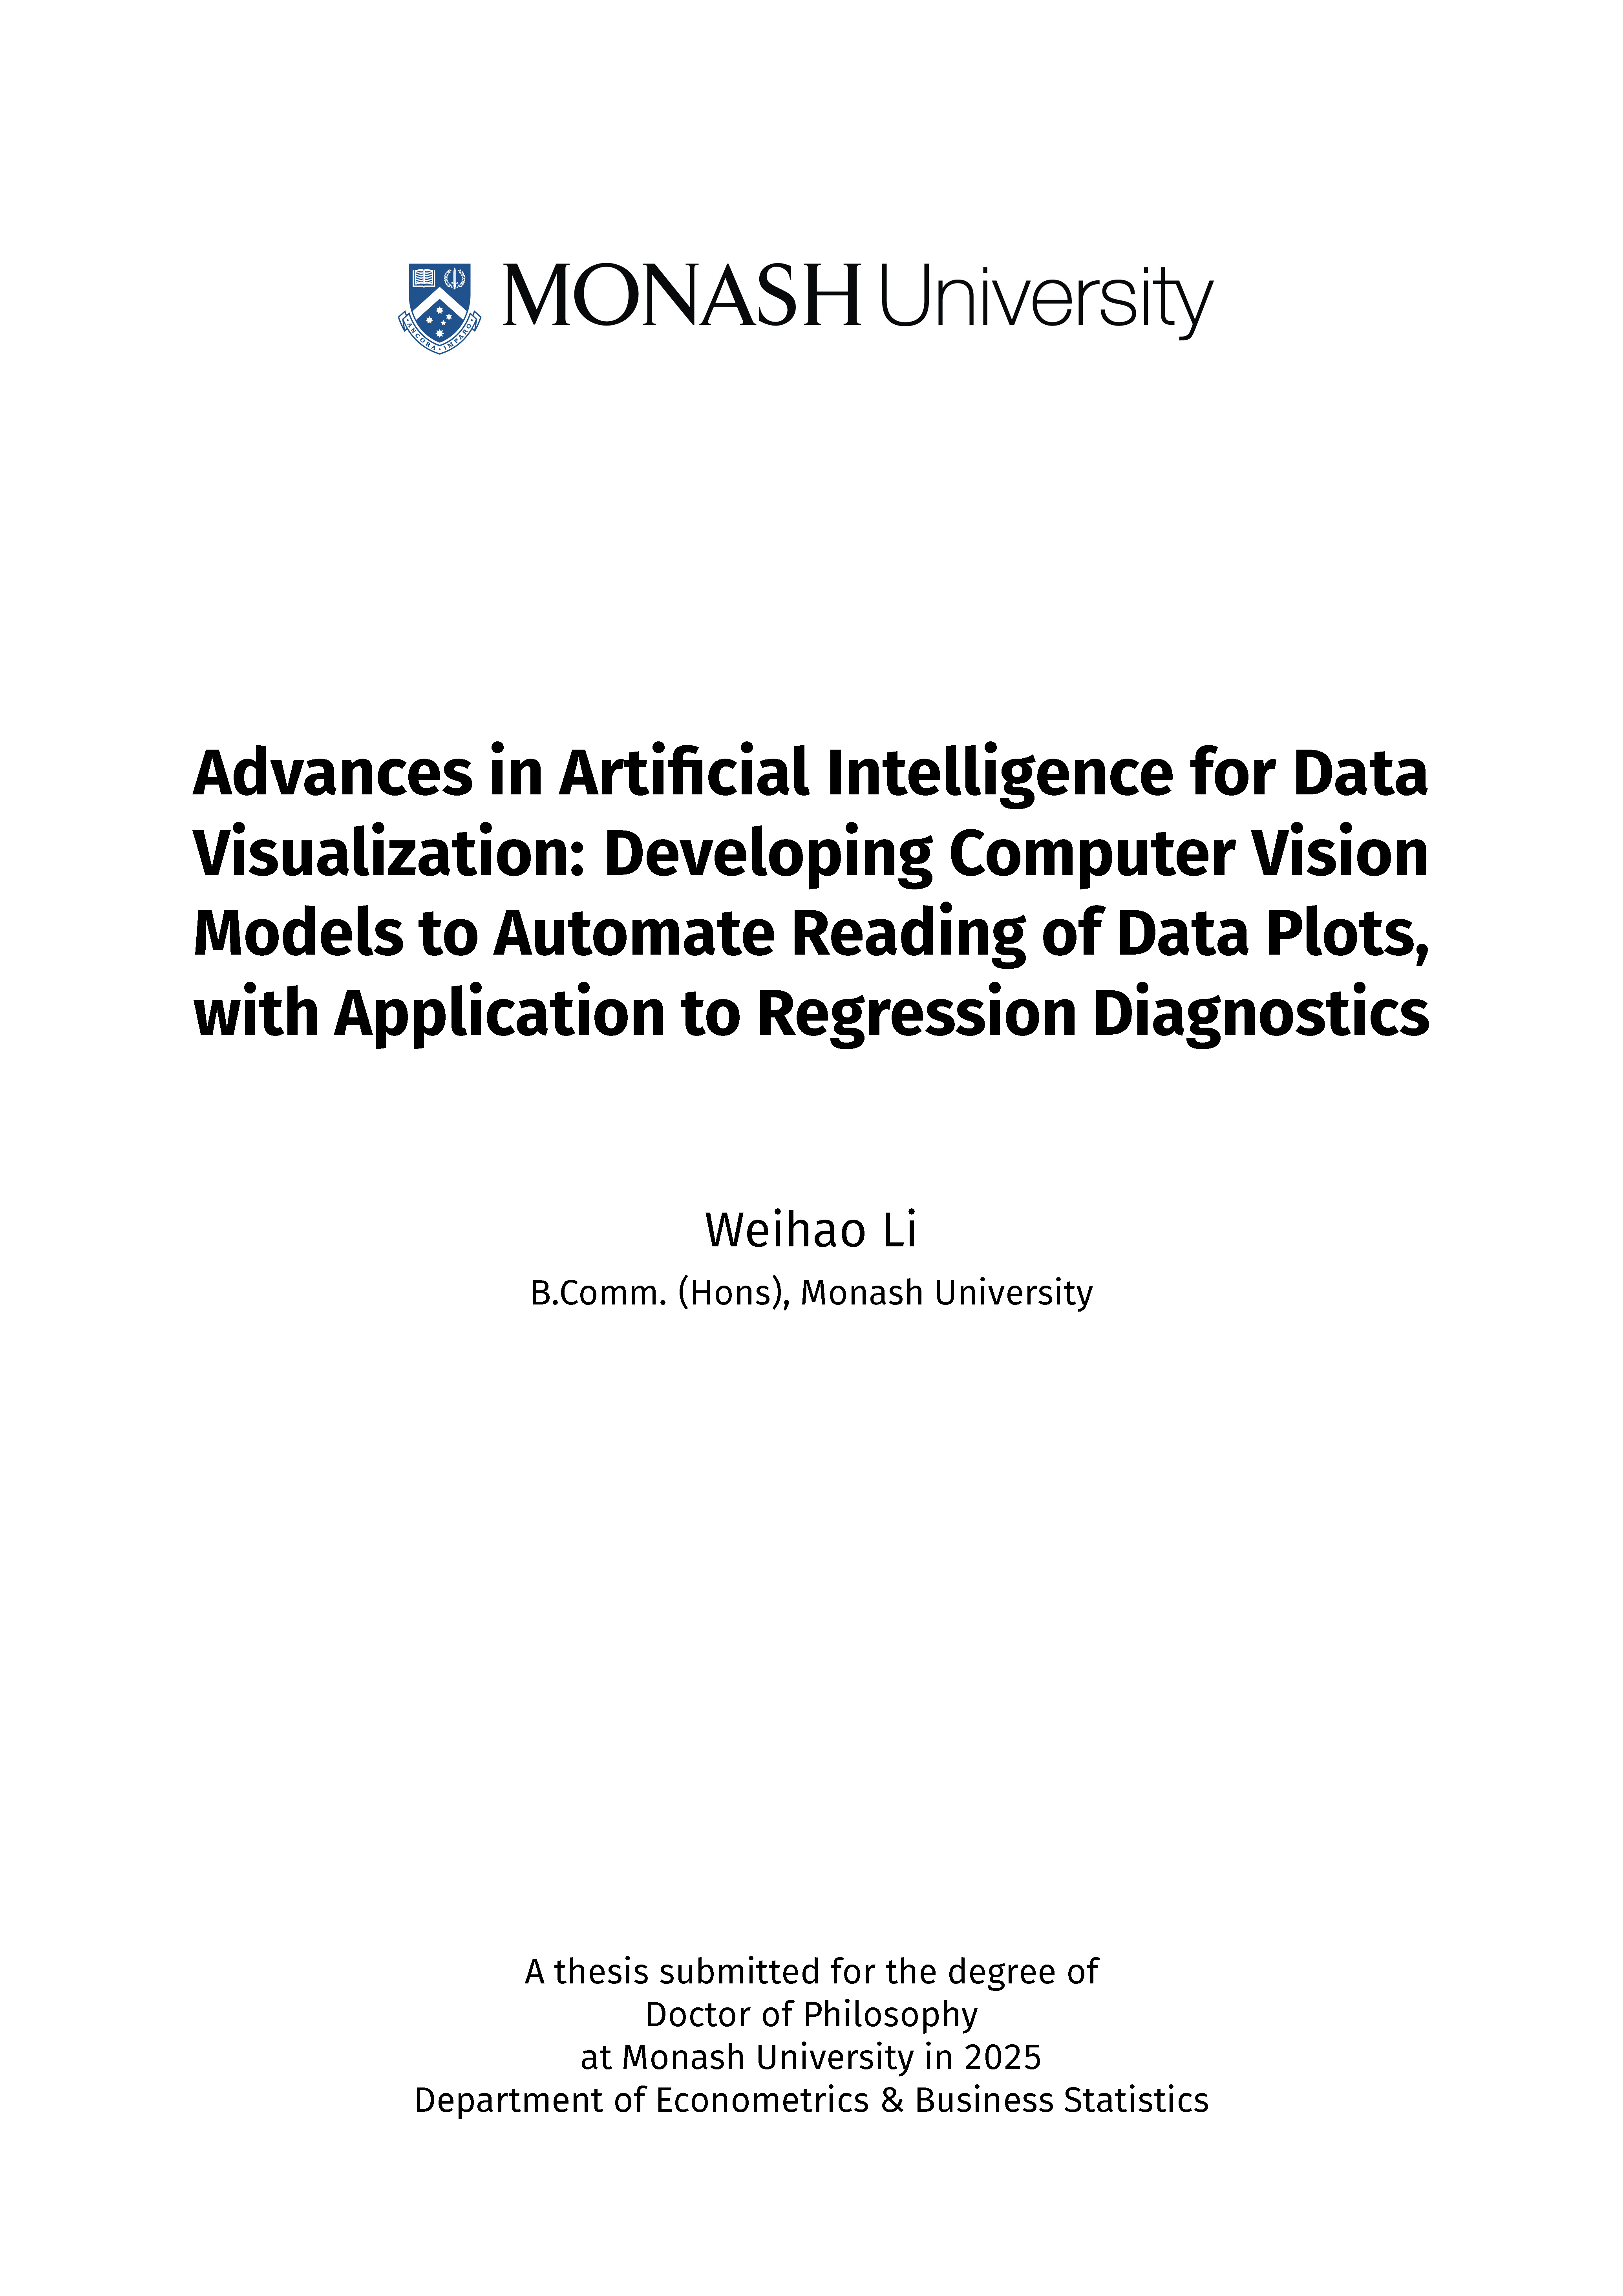 MONASH University
ANCORA IMPARO
Advances in Artificial Intelligence for Data
Visualization: Developing Computer Vision
Models to Automate Reading of Data Plots,
with Application to Regression Diagnostics
Weihao Li
B.Comm. (Hons), Monash University
A thesis submitted for the degree of
Doctor of Philosophy
at Monash University in 2025
Department of Econometrics & Business Statistics